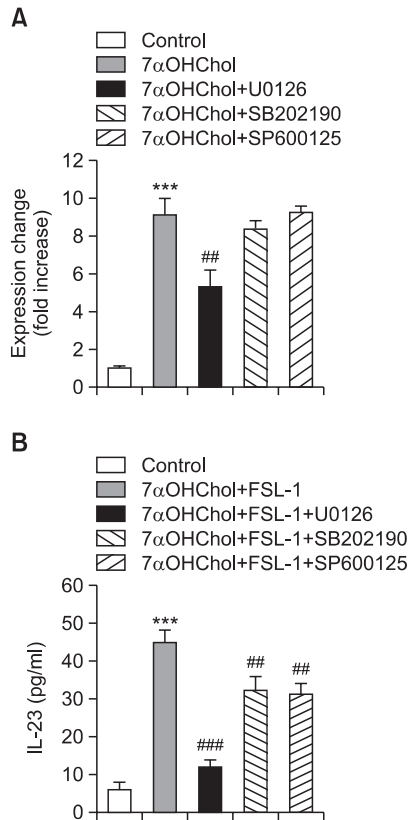 A
Control
7αOHChol
7αOHChol+U0126
7αOHChol+SB202190
7αOHChol+SP600125
Expression change
(fold increase)
12
10
8
6
4
2
0
***
##
B
Control
7αOHChol+FSL-1
7αOHChol+FSL-1+U0126
7αOHChol+FSL-1+SB202190
7αOHChol+FSL-1+SP600125
IL-23 (pg/ml)
60
50
40
30
20
10
0
***
###
##
##